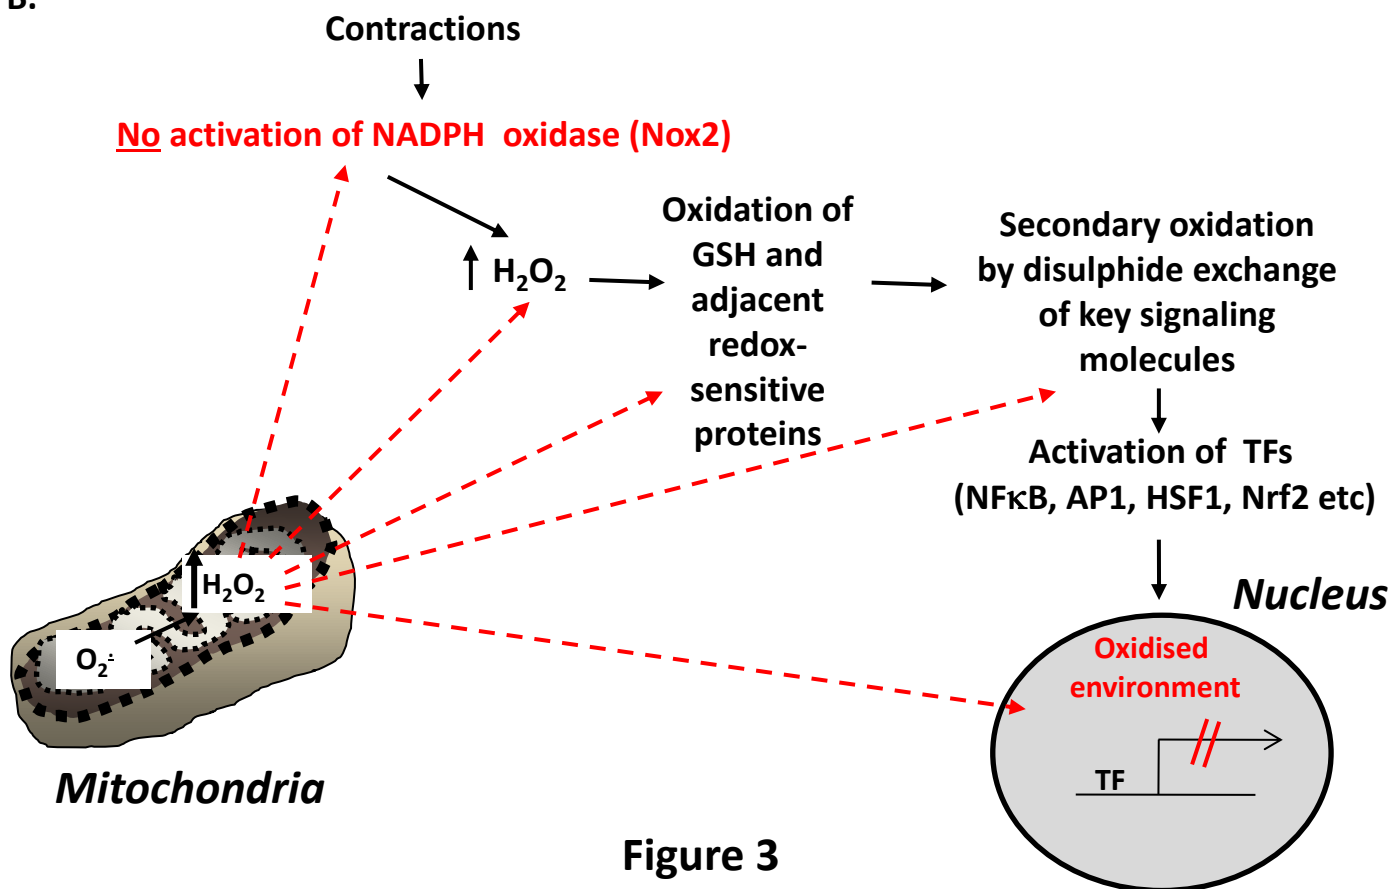 B.
Contractions
No activation of NADPH oxidase (Nox2)
H₂O₂
Oxidation of
GSH and
adjacent
redox-
sensitive
proteins
Secondary oxidation
by disulphide exchange
of key signaling
molecules
Activation of TFs
(NFκB, AP1, HSF1, Nrf2 etc)
Nucleus
Oxidised
environment
TF
H₂O₂
O₂∸
Mitochondria
Figure 3